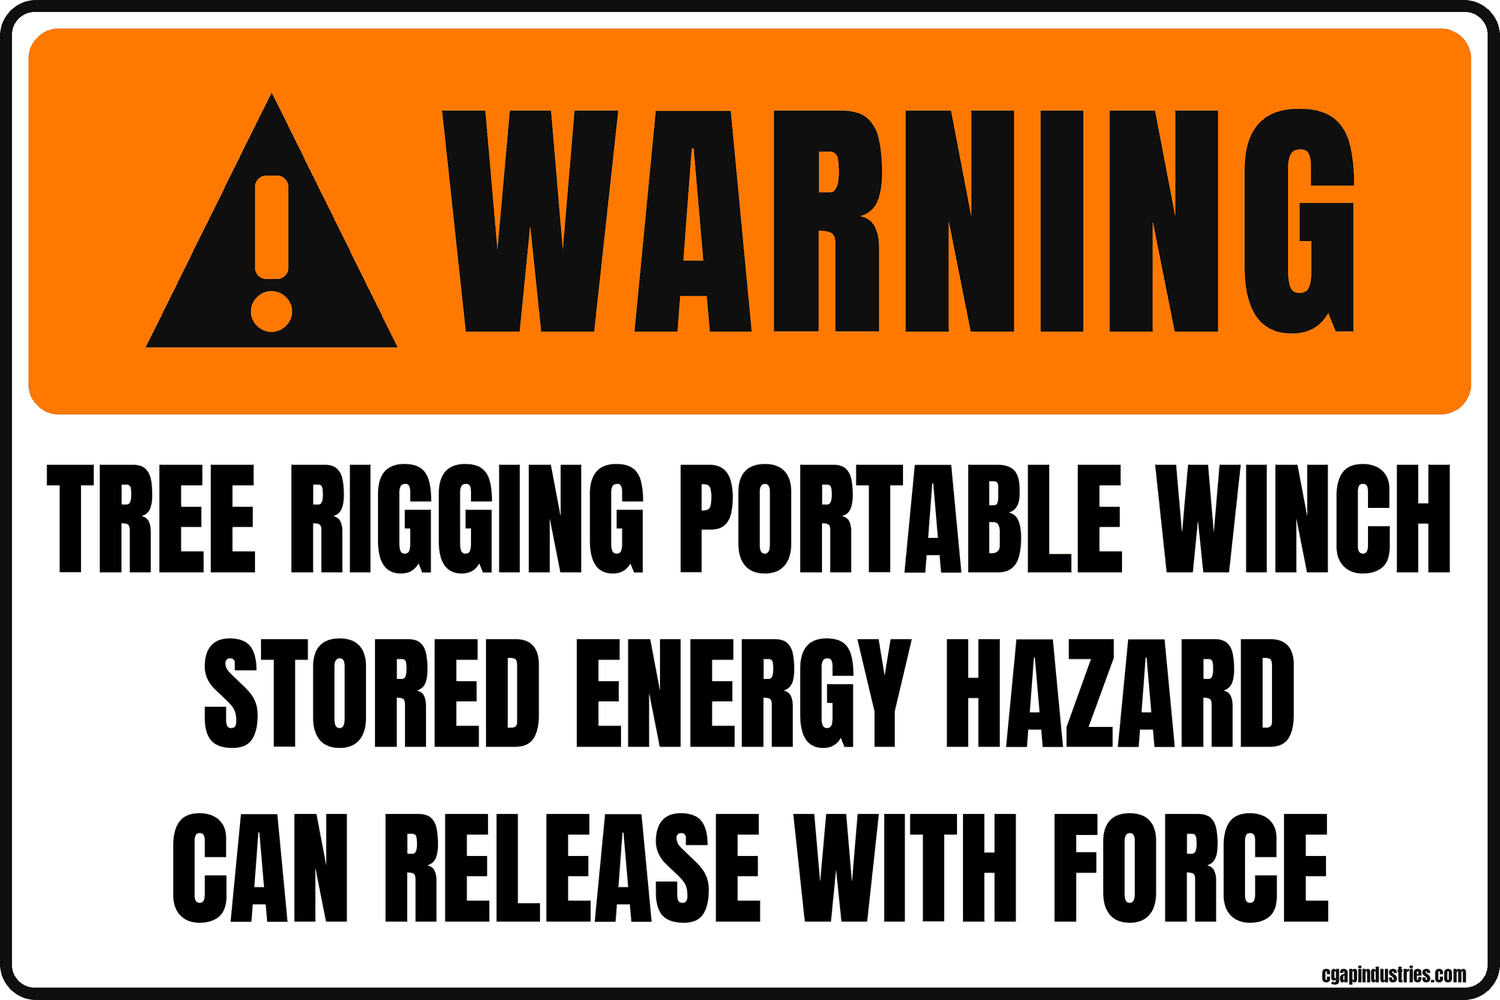 WARNING
TREE RIGGING PORTABLE WINCH
STORED ENERGY HAZARD
CAN RELEASE WITH FORCE
cgapindustries.com